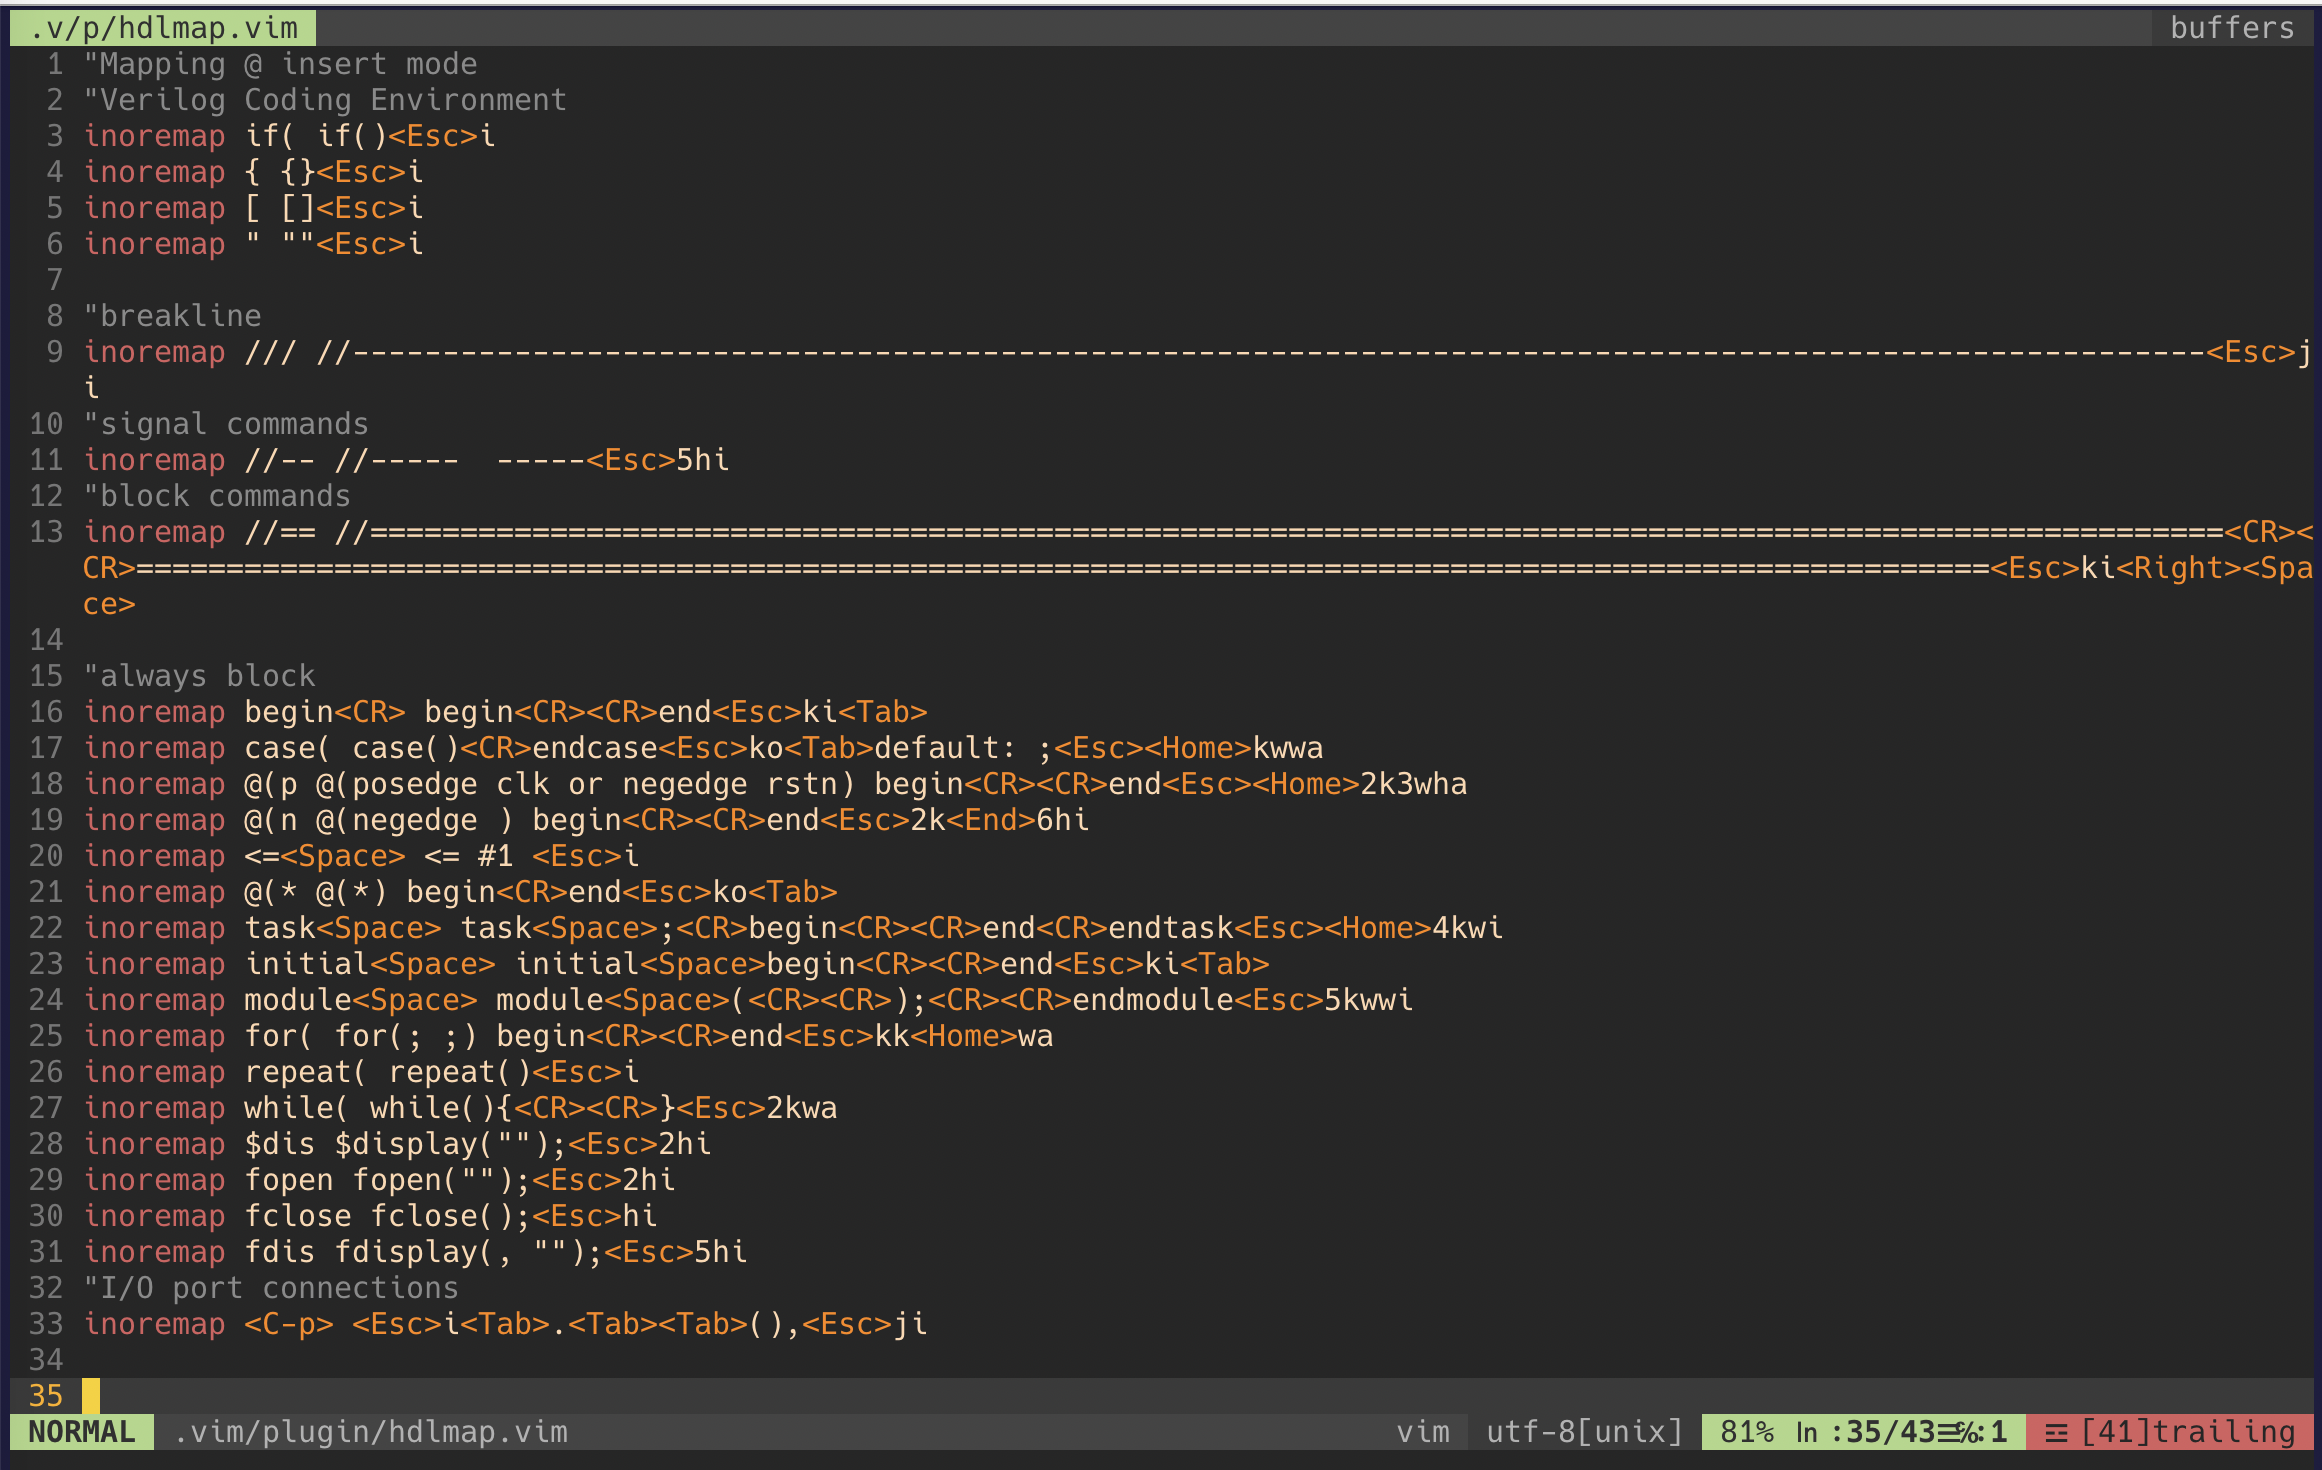 .v/p/hdlmap.vim buffers
1 "Mapping @ insert mode
2 "Verilog Coding Environment
3 inoremap if( if()<Esc>i
4 inoremap { {}<Esc>i
5 inoremap [ []<Esc>i
6 inoremap " ""<Esc>i
7
8 "breakline
9 inoremap /// //-------------------------------------------------------------------------------------------------------<Esc>j
i
10 "signal commands
11 inoremap //-- //-----  -----<Esc>5hi
12 "block commands
13 inoremap //== //=======================================================================================================<CR><
CR>=======================================================================================================<Esc>ki<Right><Spa
ce>
14
15 "always block
16 inoremap begin<CR> begin<CR><CR>end<Esc>ki<Tab>
17 inoremap case( case()<CR>endcase<Esc>ko<Tab>default: ;<Esc><Home>kwwa
18 inoremap @(p @(posedge clk or negedge rstn) begin<CR><CR>end<Esc><Home>2k3wha
19 inoremap @(n @(negedge ) begin<CR><CR>end<Esc>2k<End>6hi
20 inoremap <=<Space> <= #1 <Esc>i
21 inoremap @(* @(*) begin<CR>end<Esc>ko<Tab>
22 inoremap task<Space> task<Space>;<CR>begin<CR><CR>end<CR>endtask<Esc><Home>4kwi
23 inoremap initial<Space> initial<Space>begin<CR><CR>end<Esc>ki<Tab>
24 inoremap module<Space> module<Space>(<CR><CR>);<CR><CR>endmodule<Esc>5kwwi
25 inoremap for( for(; ;) begin<CR><CR>end<Esc>kk<Home>wa
26 inoremap repeat( repeat()<Esc>i
27 inoremap while( while(){<CR><CR>}<Esc>2kwa
28 inoremap $dis $display("");<Esc>2hi
29 inoremap fopen fopen("");<Esc>2hi
30 inoremap fclose fclose();<Esc>hi
31 inoremap fdis fdisplay(, "");<Esc>5hi
32 "I/O port connections
33 inoremap <C-p> <Esc>i<Tab>.<Tab><Tab>(),<Esc>ji
34
35
NORMAL .vim/plugin/hdlmap.vim vim utf-8[unix] 81% ln :35/43☰℅:1 ☲ [41]trailing